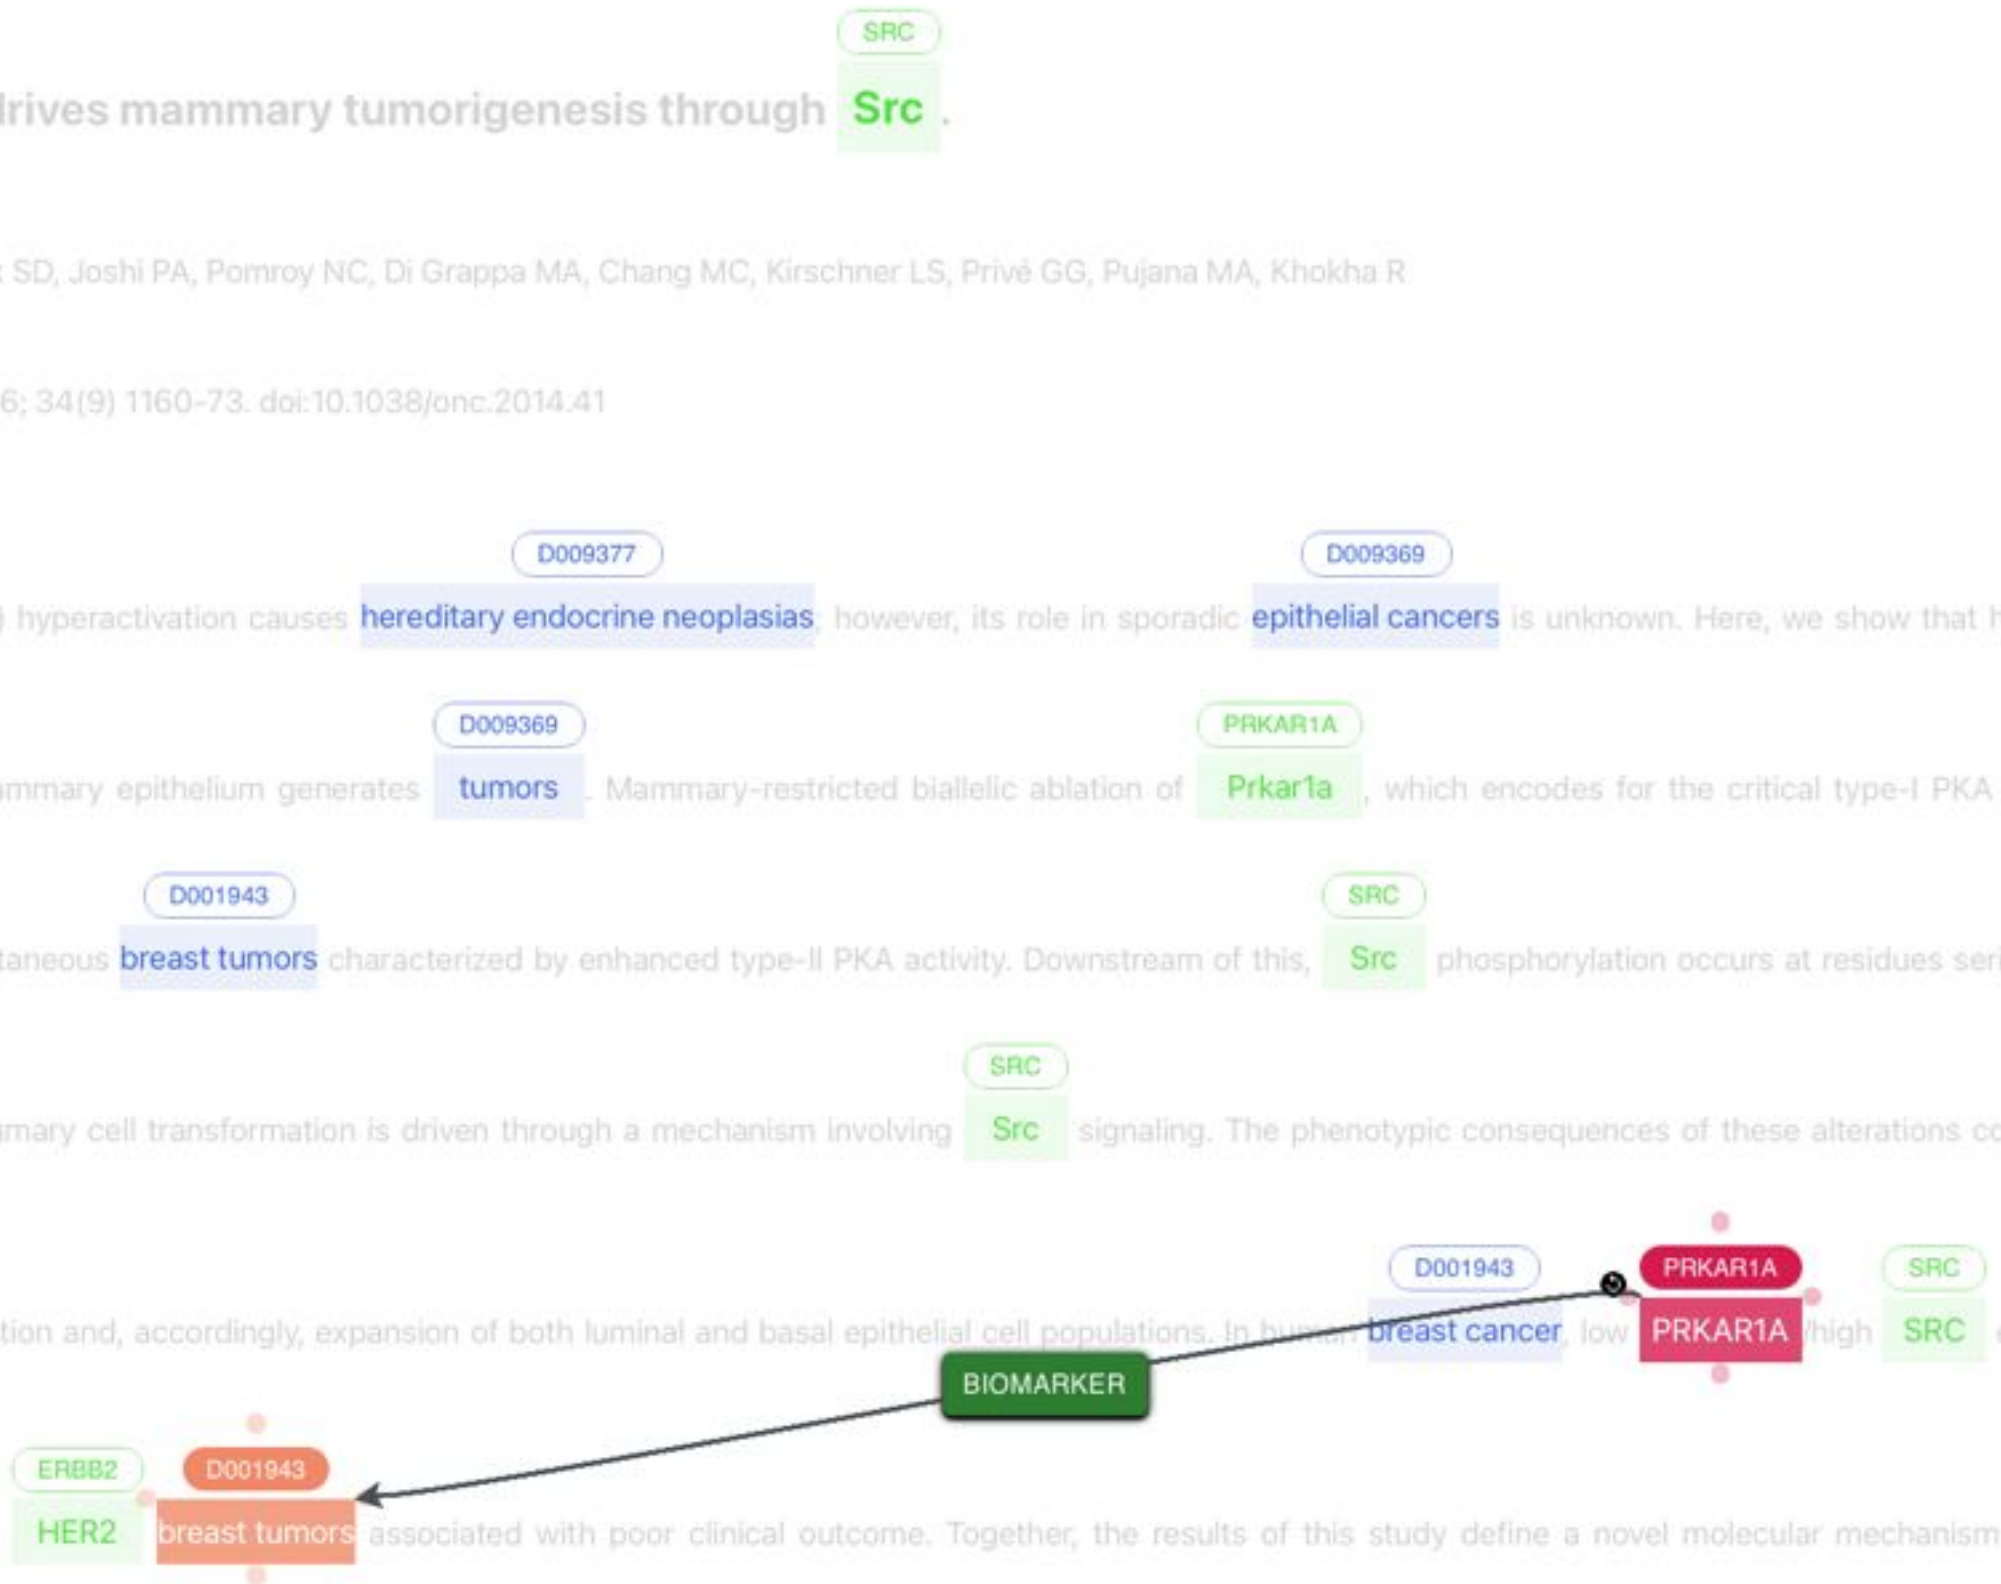 SRC
drives mammary tumorigenesis through Src .
SD, Joshi PA, Pomroy NC, Di Grappa MA, Chang MC, Kirschner LS, Privé GG, Pujana MA, Khokha R
6; 34(9) 1160-73. doi:10.1038/onc.2014.41
D009377 D009369
) hyperactivation causes hereditary endocrine neoplasias; however, its role in sporadic epithelial cancers is unknown. Here, we show that h
D009369 PRKAR1A
ammary epithelium generates tumors . Mammary-restricted biallelic ablation of Prkar1a , which encodes for the critical type-I PKA
D001943 SRC
taneous breast tumors characterized by enhanced type-II PKA activity. Downstream of this, Src phosphorylation occurs at residues seri
SRC
mary cell transformation is driven through a mechanism involving Src signaling. The phenotypic consequences of these alterations co
D001943 PRKAR1A SRC
tion and, accordingly, expansion of both luminal and basal epithelial cell populations. In human breast cancer, low PRKAR1A /high SRC
BIOMARKER
ERBB2 D001943
HER2 breast tumors associated with poor clinical outcome. Together, the results of this study define a novel molecular mechanism